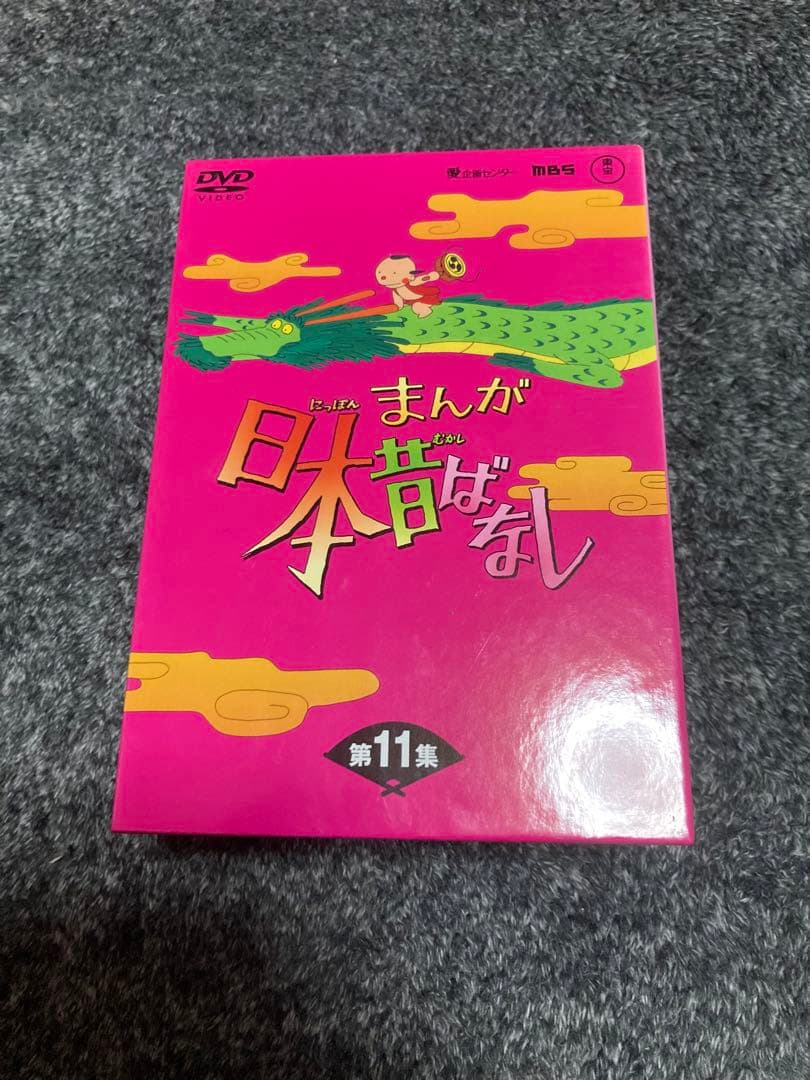 DVD
VIDEO
愛企画センター MBS 東宝
まんが
にっぽん むかし
日本昔ばなし
第11集